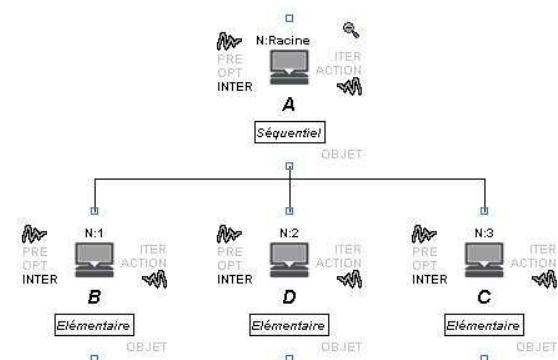 N:Racine
PRE
OPT
INTER
ITER
ACTION
A
Séquentiel
OBJET
N:1
PRE
OPT
INTER
ITER
ACTION
B
Elémentaire
OBJET
N:2
PRE
OPT
INTER
ITER
ACTION
D
Elémentaire
OBJET
N:3
PRE
OPT
INTER
ITER
ACTION
C
Elémentaire
OBJET